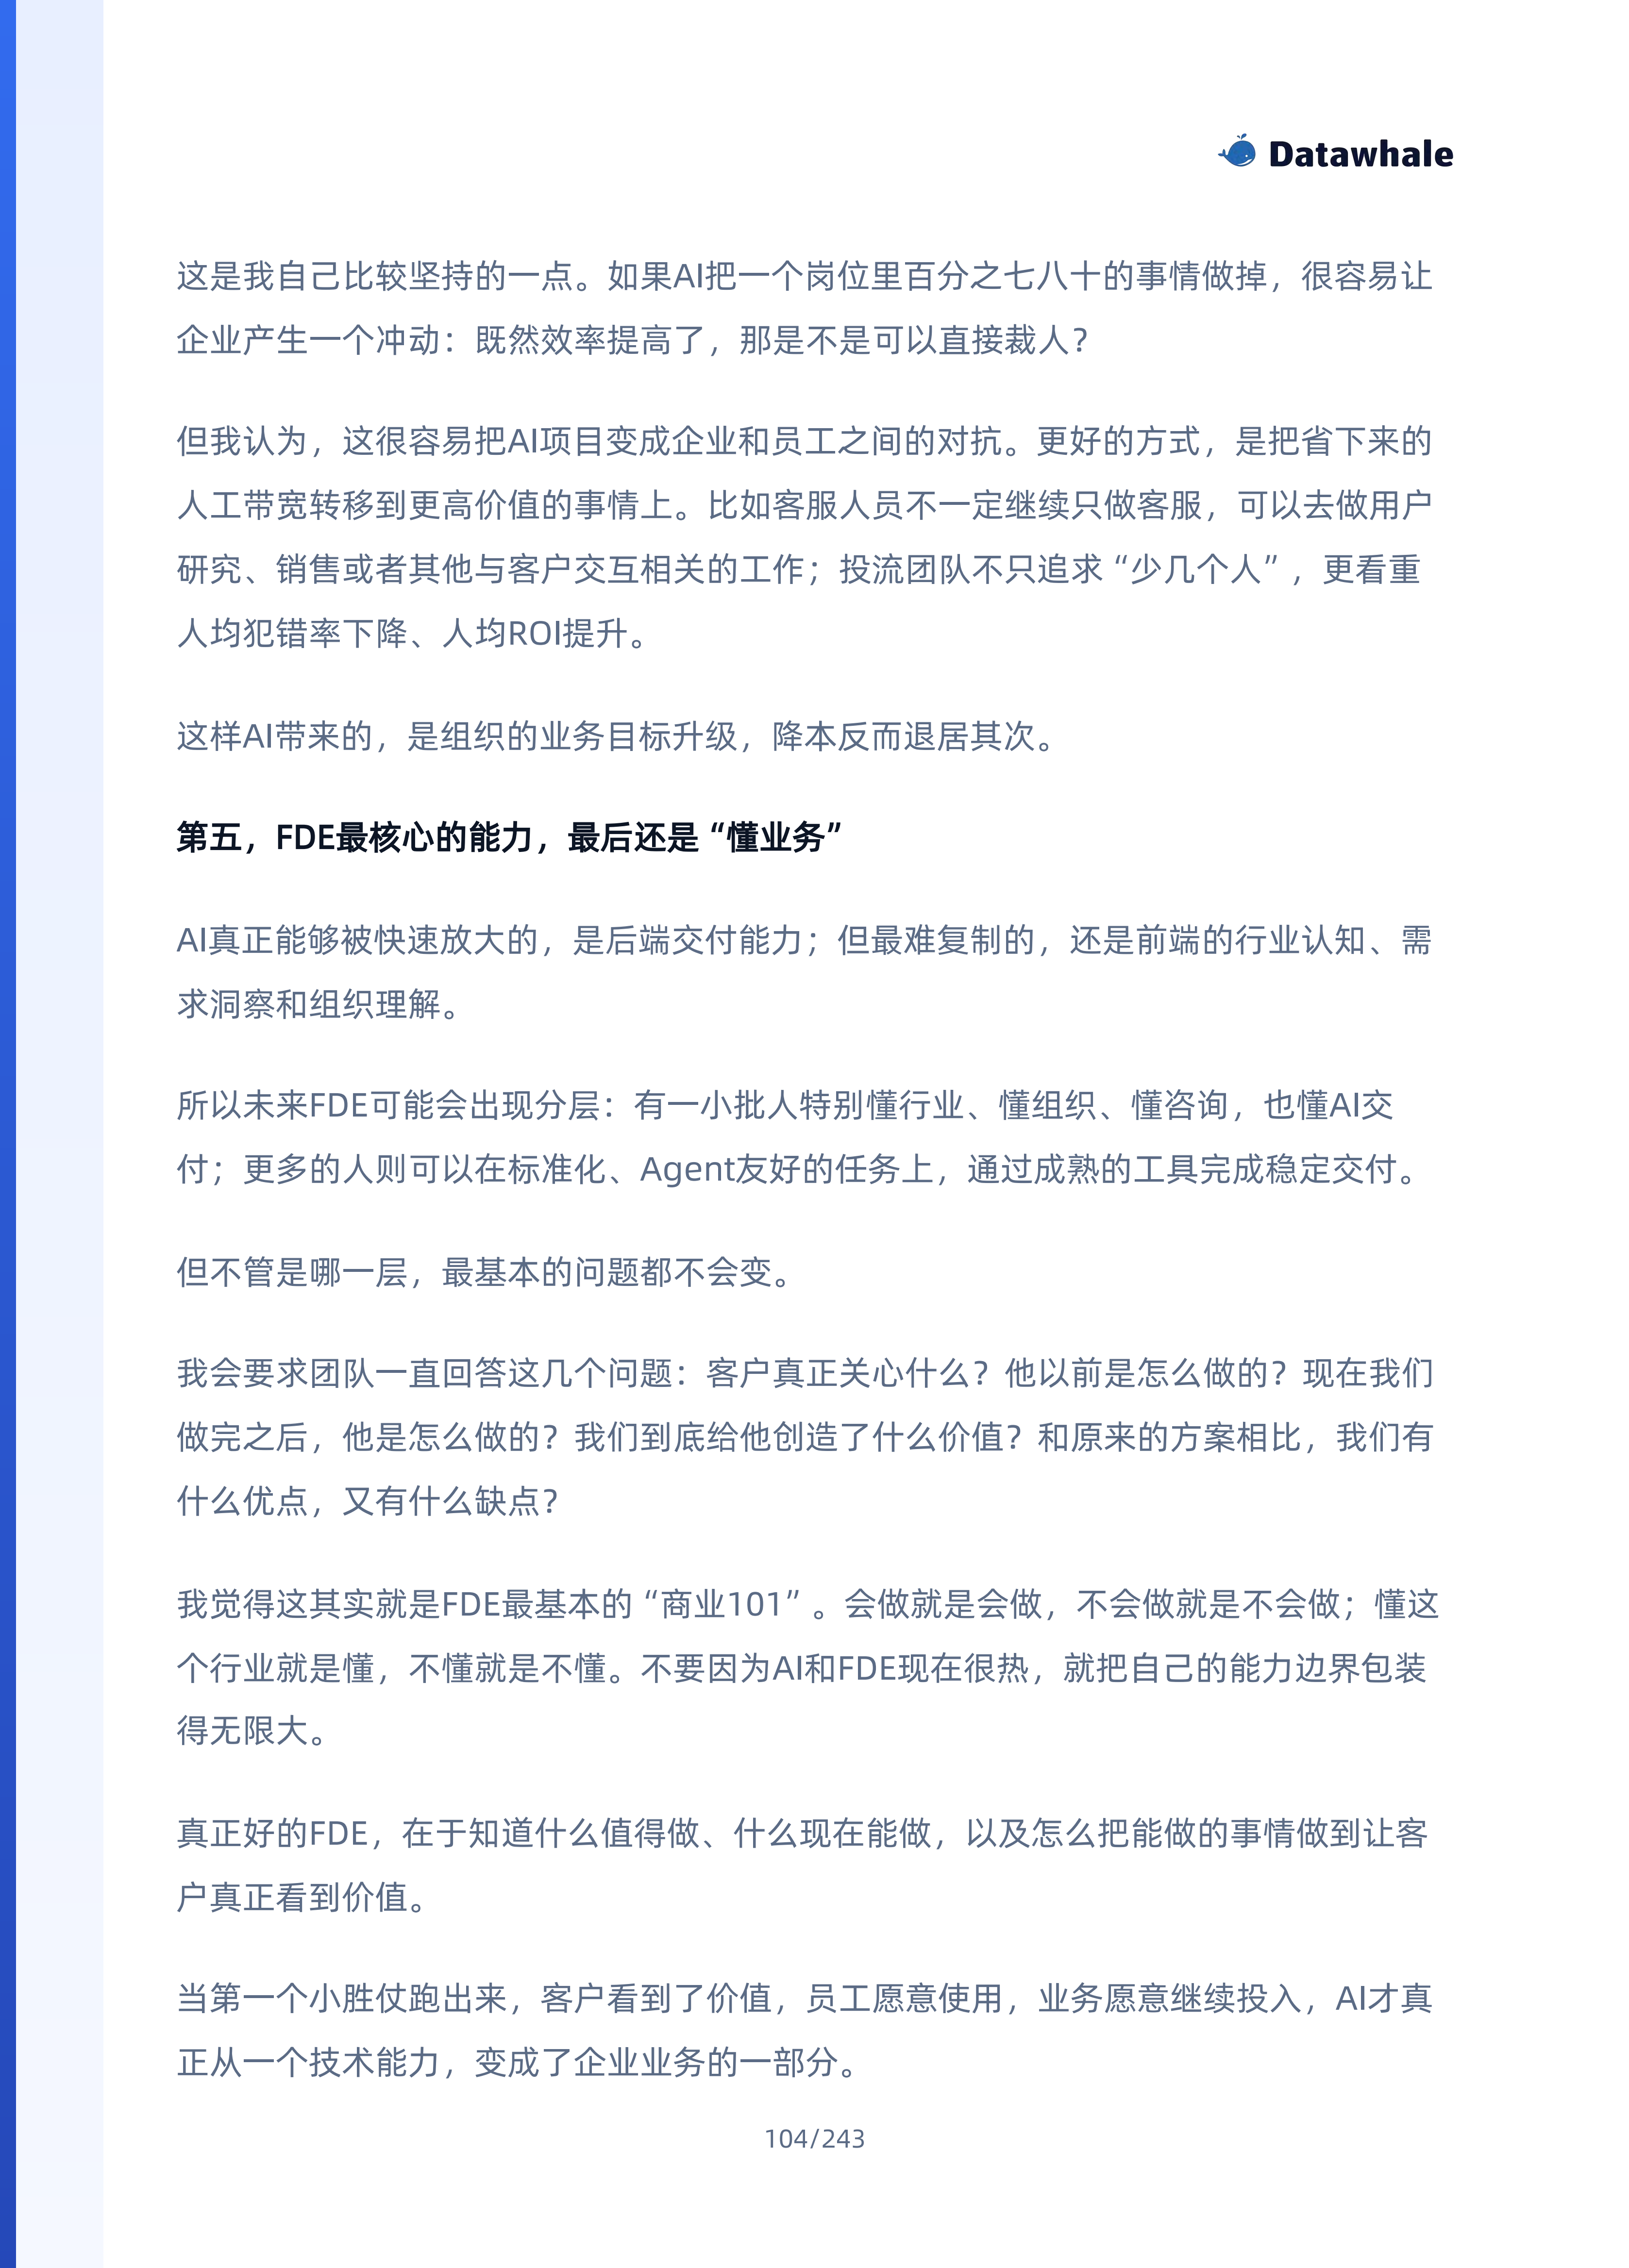 Datawhale
这是我自己比较坚持的一点。如果AI把一个岗位里百分之七八十的事情做掉，很容易让
企业产生一个冲动：既然效率提高了，那是不是可以直接裁人？
但我认为，这很容易把AI项目变成企业和员工之间的对抗。更好的方式，是把省下来的
人工带宽转移到更高价值的事情上。比如客服人员不一定继续只做客服，可以去做用户
研究、销售或者其他与客户交互相关的工作；投流团队不只追求“少几个人”，更看重
人均犯错率下降、人均ROI提升。
这样AI带来的，是组织的业务目标升级，降本反而退居其次。
第五，FDE最核心的能力，最后还是“懂业务”
AI真正能够被快速放大的，是后端交付能力；但最难复制的，还是前端的行业认知、需
求洞察和组织理解。
所以未来FDE可能会出现分层：有一小批人特别懂行业、懂组织、懂咨询，也懂AI交
付；更多的人则可以在标准化、Agent友好的任务上，通过成熟的工具完成稳定交付。
但不管是哪一层，最基本的问题都不会变。
我会要求团队一直回答这几个问题：客户真正关心什么？他以前是怎么做的？现在我们
做完之后，他是怎么做的？我们到底给他创造了什么价值？和原来的方案相比，我们有
什么优点，又有什么缺点？
我觉得这其实就是FDE最基本的“商业101”。会做就是会做，不会做就是不会做；懂这
个行业就是懂，不懂就是不懂。不要因为AI和FDE现在很热，就把自己的能力边界包装
得无限大。
真正好的FDE，在于知道什么值得做、什么现在能做，以及怎么把能做的事情做到让客
户真正看到价值。
当第一个小胜仗跑出来，客户看到了价值，员工愿意使用，业务愿意继续投入，AI才真
正从一个技术能力，变成了企业业务的一部分。
104/243